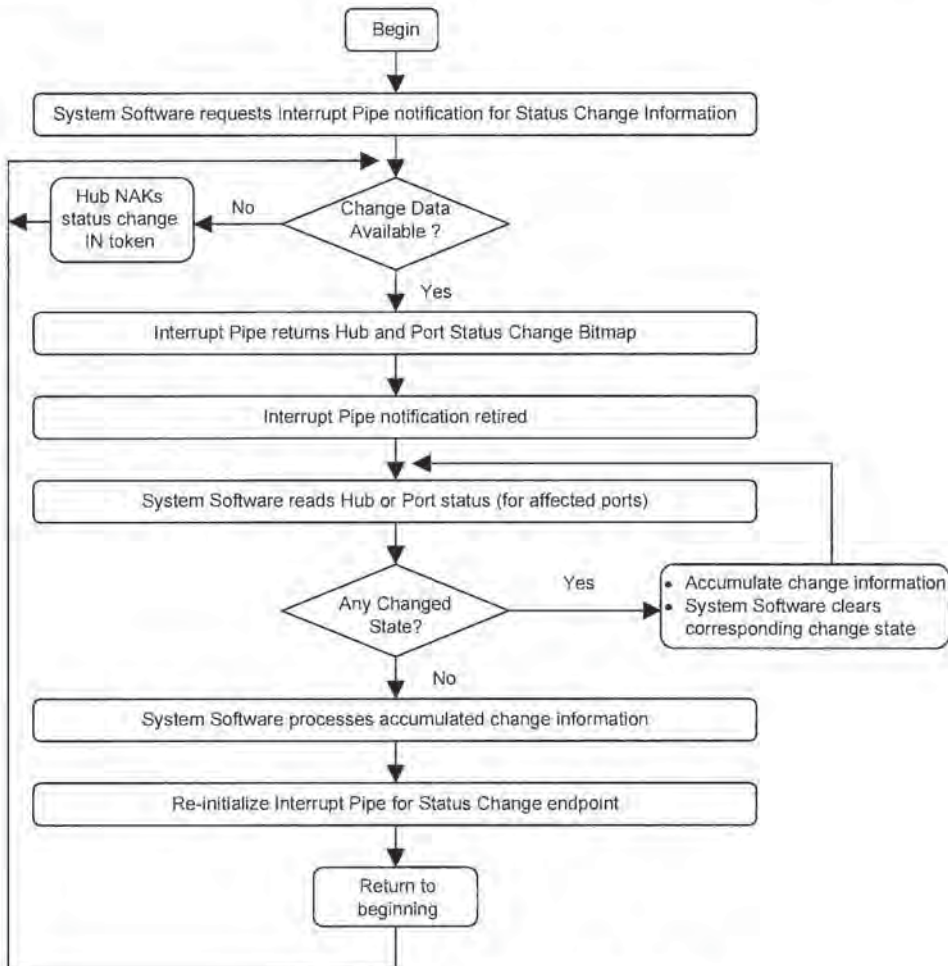 Begin
System Software requests Interrupt Pipe notification for Status Change Information
Hub NAKs
status change
IN token
No
Change Data
Available ?
Yes
Interrupt Pipe returns Hub and Port Status Change Bitmap
Interrupt Pipe notification retired
System Software reads Hub or Port status (for affected ports)
Any Changed
State?
Yes
• Accumulate change information
• System Software clears
corresponding change state
No
System Software processes accumulated change information
Re-initialize Interrupt Pipe for Status Change endpoint
Return to
beginning